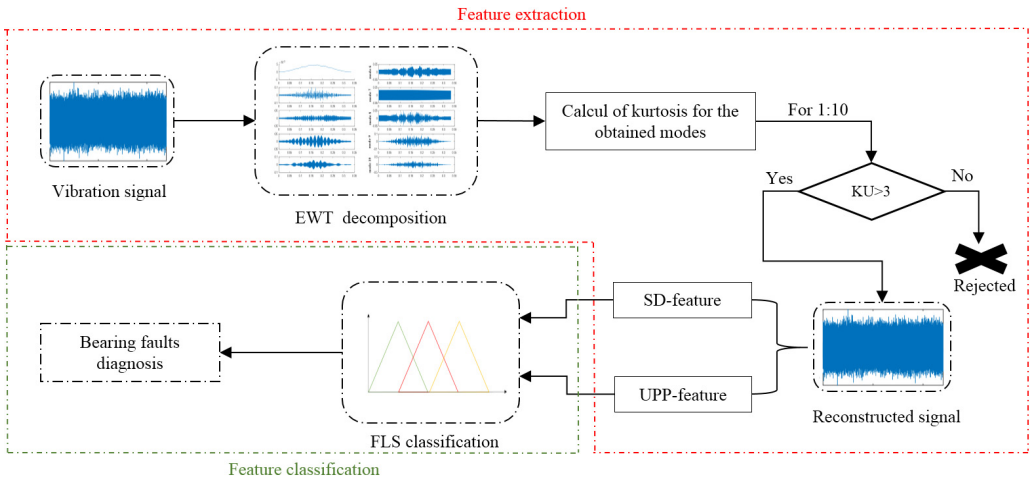 Feature extraction
Vibration signal
EWT decomposition
Calcul of kurtosis for the
obtained modes
For 1:10
KU>3
Yes
No
Rejected
Reconstructed signal
SD-feature
UPP-feature
FLS classification
Bearing faults
diagnosis
Feature classification